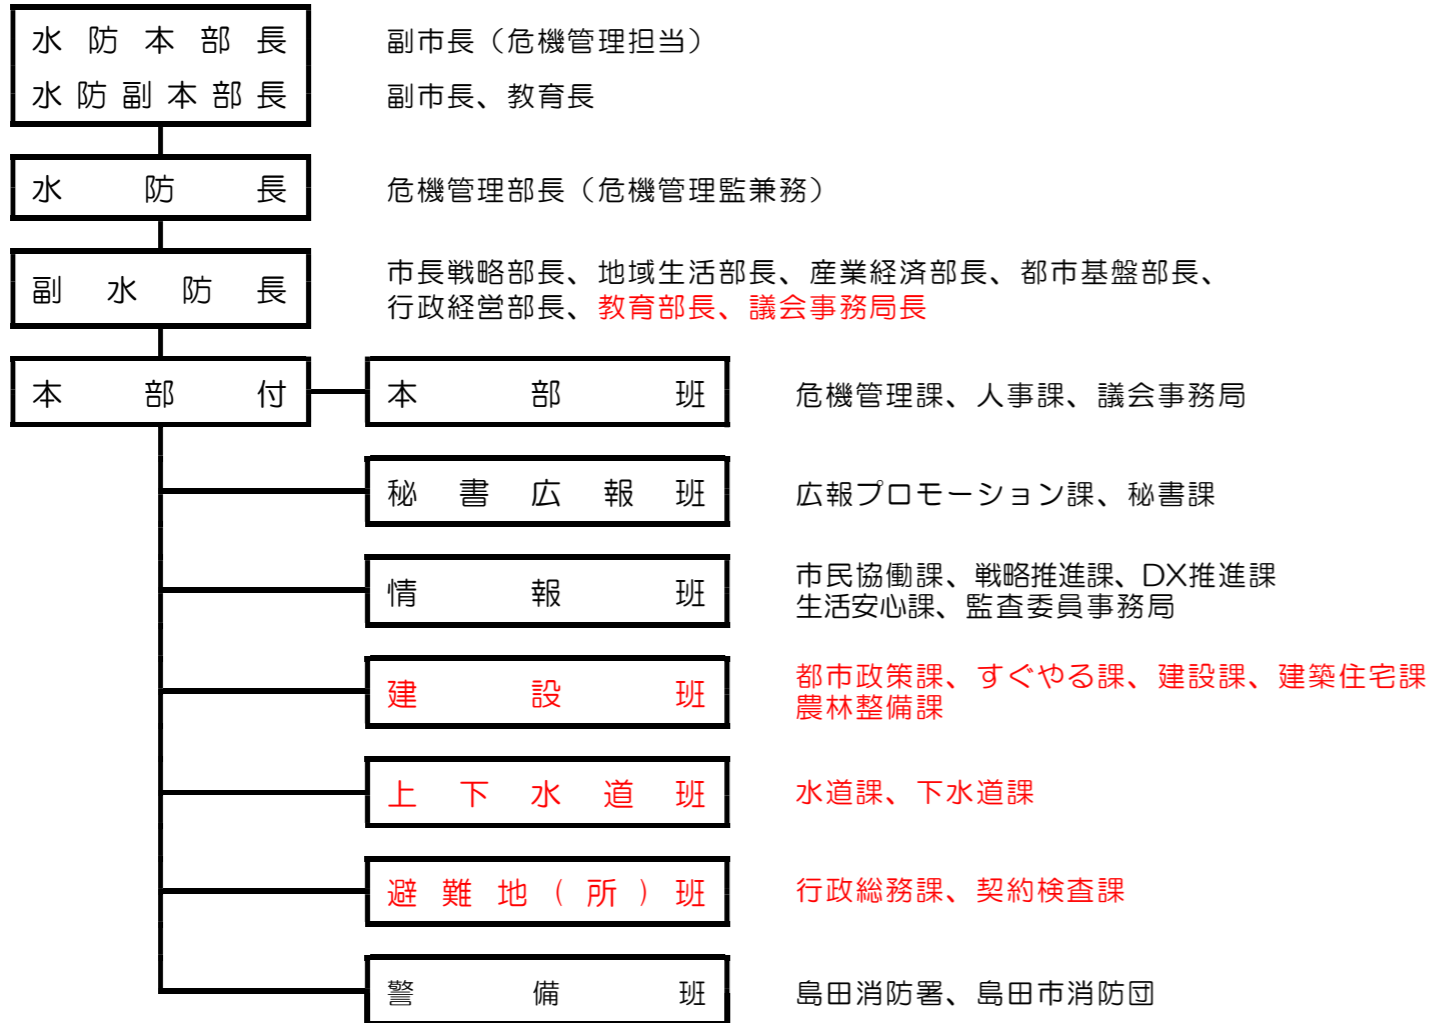 水防本部長 副市長（危機管理担当）
水防副本部長 副市長、教育長
水防長 危機管理部長（危機管理監兼務）
副水防長 市長戦略部長、地域生活部長、産業経済部長、都市基盤部長、
行政経営部長、教育部長、議会事務局長
本部付 本部班 危機管理課、人事課、議会事務局
秘書広報班 広報プロモーション課、秘書課
情報班 市民協働課、戦略推進課、DX推進課
生活安心課、監査委員事務局
建設班 都市政策課、すぐやる課、建設課、建築住宅課
農林整備課
上下水道班 水道課、下水道課
避難地（所）班 行政総務課、契約検査課
警備班 島田消防署、島田市消防団